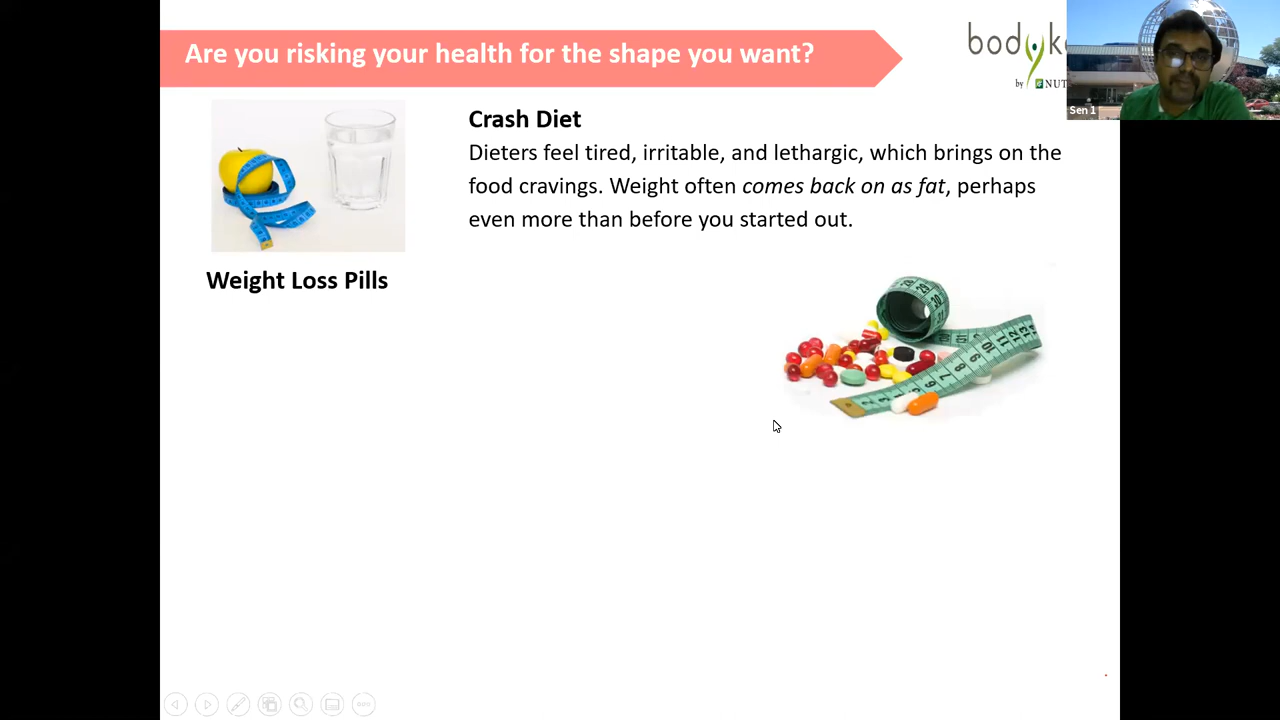 Are you risking your health for the shape you want?
body
by NUT
Sen 1
Crash Diet
Dieters feel tired, irritable, and lethargic, which brings on the
food cravings. Weight often comes back on as fat, perhaps
even more than before you started out.
Weight Loss Pills